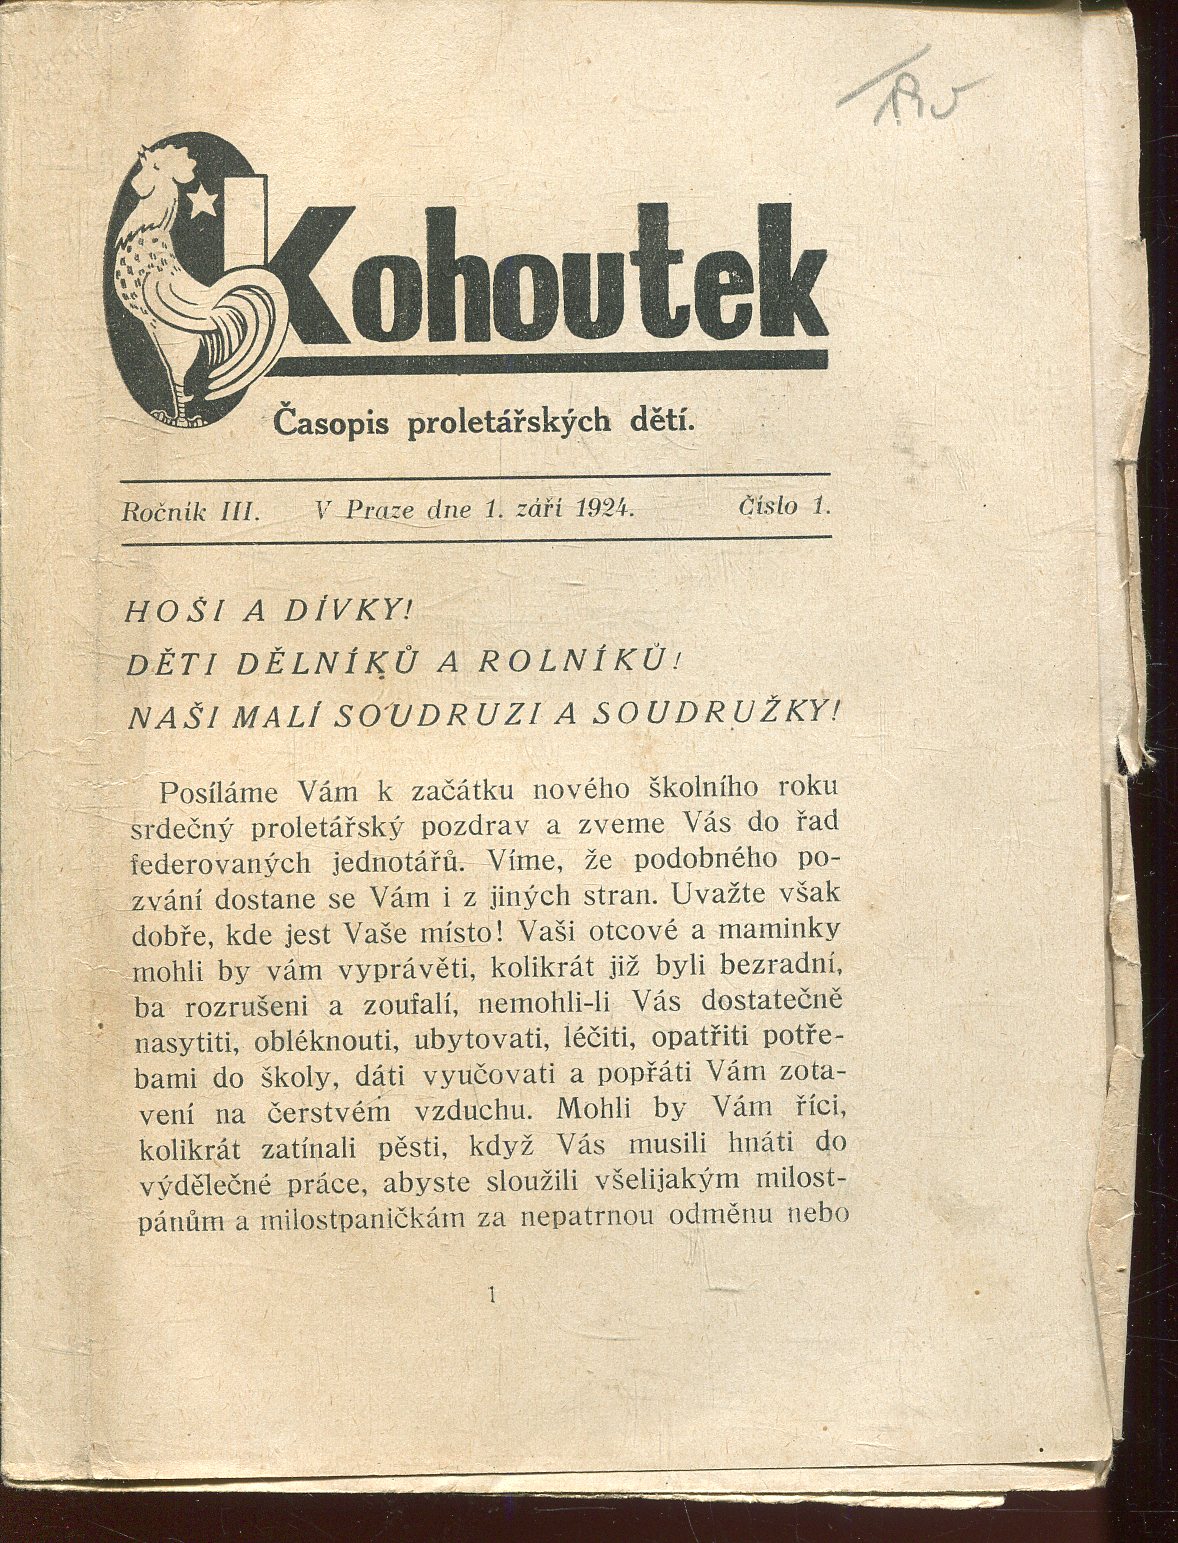 Kohoutek
Časopis proletářských dětí.
Ročník III. V Praze dne 1. září 1924. Číslo 1.
HOŠI A DÍVKY!
DĚTI DĚLNÍKŮ A ROLNÍKŮ!
NAŠI MALÍ SOUDRUZI A SOUDRUŽKY!
Posíláme Vám k začátku nového školního roku
srdečný proletářský pozdrav a zveme Vás do řad
federovaných jednotářů. Víme, že podobného po-
zvání dostane se Vám i z jiných stran. Uvažte však
dobře, kde jest Vaše místo! Vaši otcové a maminky
mohli by vám vyprávěti, kolikrát již byli bezradní,
ba rozrušeni a zoufalí, nemohli-li Vás dostatečně
nasytiti, obléknouti, ubytovati, léčiti, opatřiti potře-
bami do školy, dáti vyučovati a popřáti Vám zota-
vení na čerstvém vzduchu. Mohli by Vám říci,
kolikrát zatínali pěsti, když Vás musili hnáti do
výdělečné práce, abyste sloužili všelijakým milost-
pánům a milostpaničkám za nepatrnou odměnu nebo
1